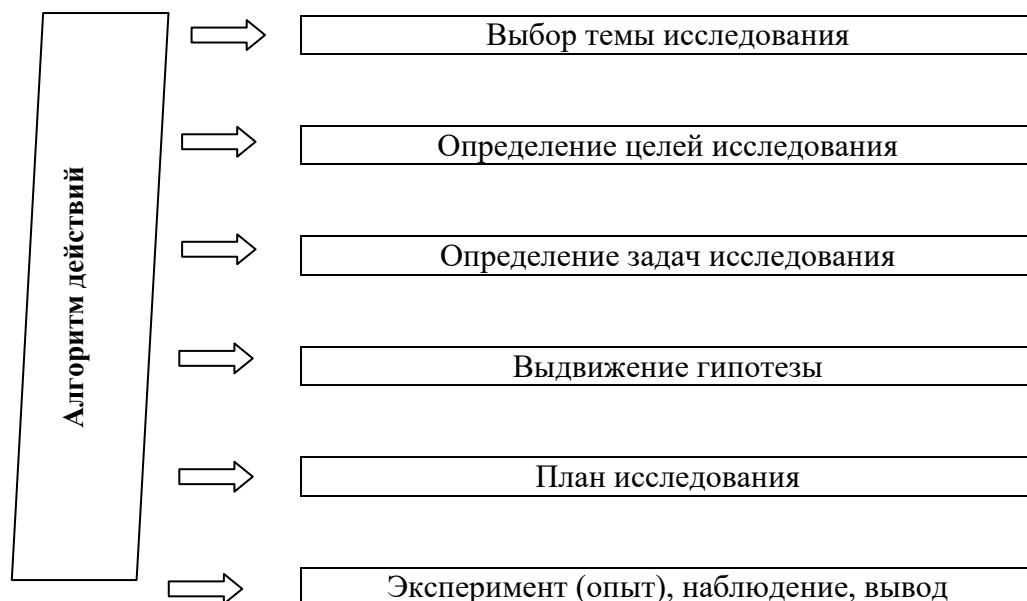 Алгоритм действий
Выбор темы исследования
Определение целей исследования
Определение задач исследования
Выдвижение гипотезы
План исследования
Эксперимент (опыт), наблюдение, вывод